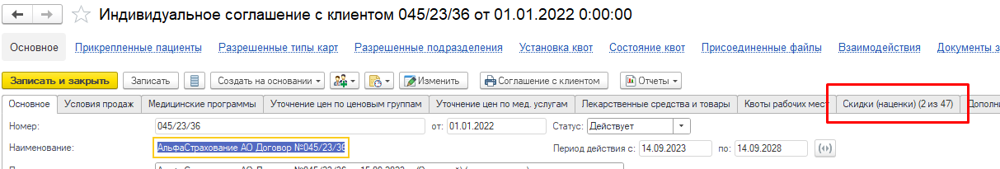 Индивидуальное соглашение с клиентом 045/23/36 от 01.01.2022 0:00:00
Основное Прикрепленные пациенты Разрешенные типы карт Разрешенные подразделения Установка квот Состояние квот Присоединенные файлы Взаимодействия Документы з
Записать и закрыть Записать Создать на основании Изменить Соглашение с клиентом Отчеты
Основное Условия продаж Медицинские программы Уточнение цен по ценовым группам Уточнение цен по мед. услугам Лекарственные средства и товары Квоты рабочих мест Скидки (наценки) (2 из 47) Дополни
Номер: 045/23/36 от: 01.01.2022 Статус: Действует
Наименование: АльфаСтрахование АО Договор №045/23/36 Период действия с: 14.09.2023 по: 14.09.2028